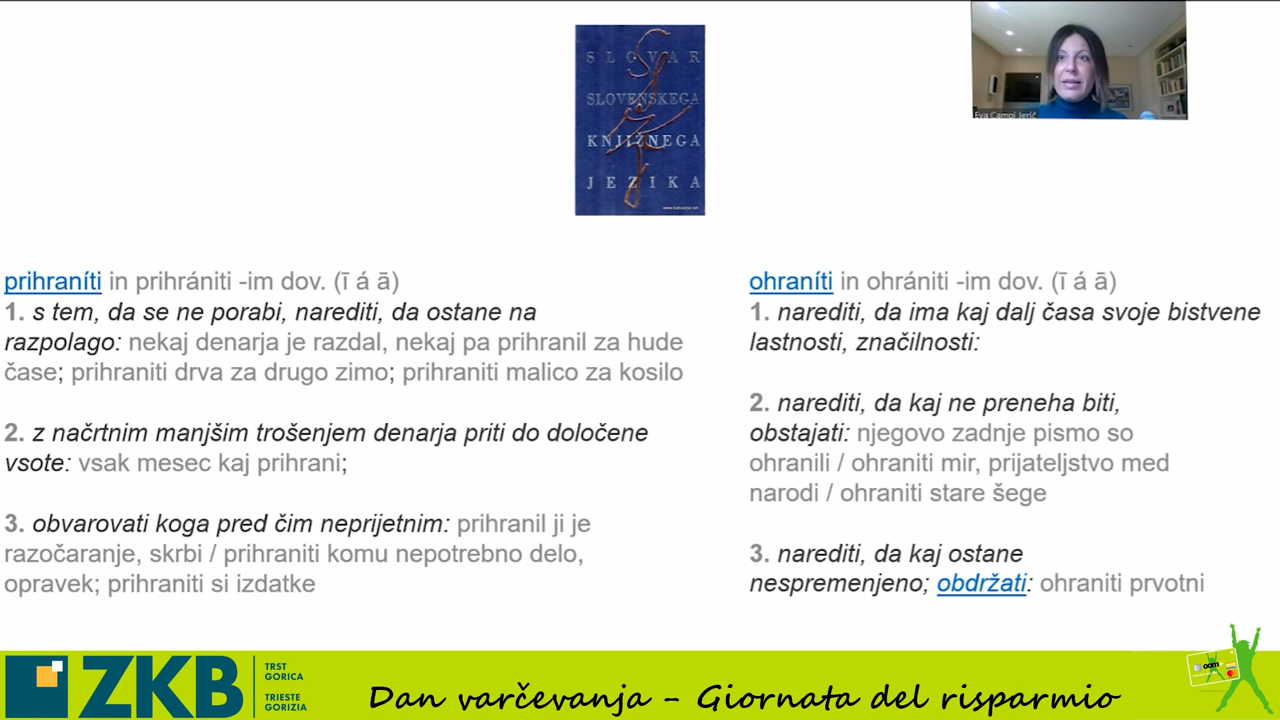 SLOVAR
SLOVENSKEGA
KNJIŽNEGA
JEZIKA
Eva Campi Jerič
prihraníti in prihrániti -im dov. (ī á ā)
1. s tem, da se ne porabi, narediti, da ostane na
razpolago: nekaj denarja je razdal, nekaj pa prihranil za hude
čase; prihraniti drva za drugo zimo; prihraniti malico za kosilo
2. z načrtnim manjšim trošenjem denarja priti do določene
vsote: vsak mesec kaj prihrani;
3. obvarovati koga pred čim neprijetnim: prihranil ji je
razočaranje, skrbi / prihraniti komu nepotrebno delo,
opravek; prihraniti si izdatke
ohraníti in ohrániti -im dov. (ī á ā)
1. narediti, da ima kaj dalj časa svoje bistvene
lastnosti, značilnosti:
2. narediti, da kaj ne preneha biti,
obstajati: njegovo zadnje pismo so
ohranili / ohraniti mir, prijateljstvo med
narodi / ohraniti stare šege
3. narediti, da kaj ostane
nespremenjeno; obdržati: ohraniti prvotni
ZKB
TRST
GORICA
TRIESTE
GORIZIA
Dan varčevanja - Giornata del risparmio
oom